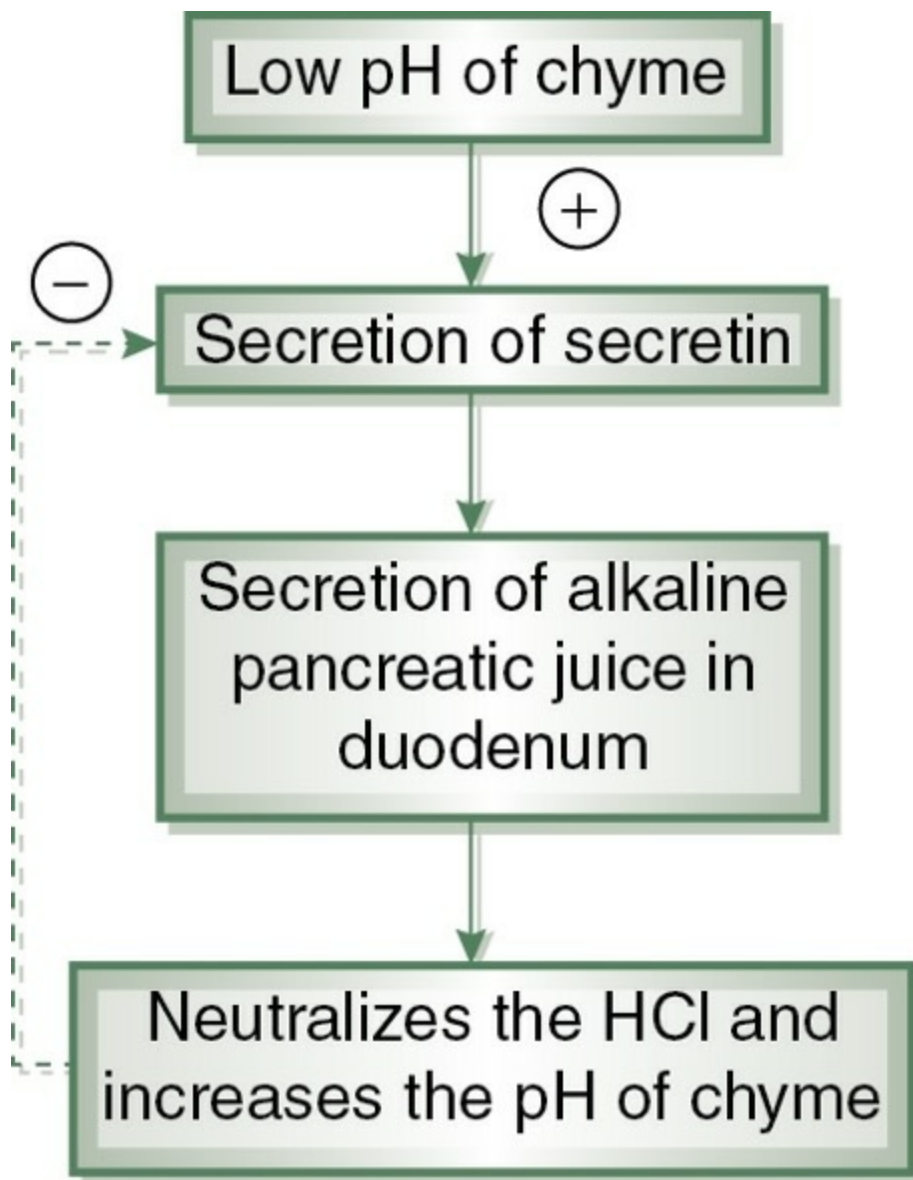 Low pH of chyme
+
−
Secretion of secretin
Secretion of alkaline
pancreatic juice in
duodenum
Neutralizes the HCl and
increases the pH of chyme